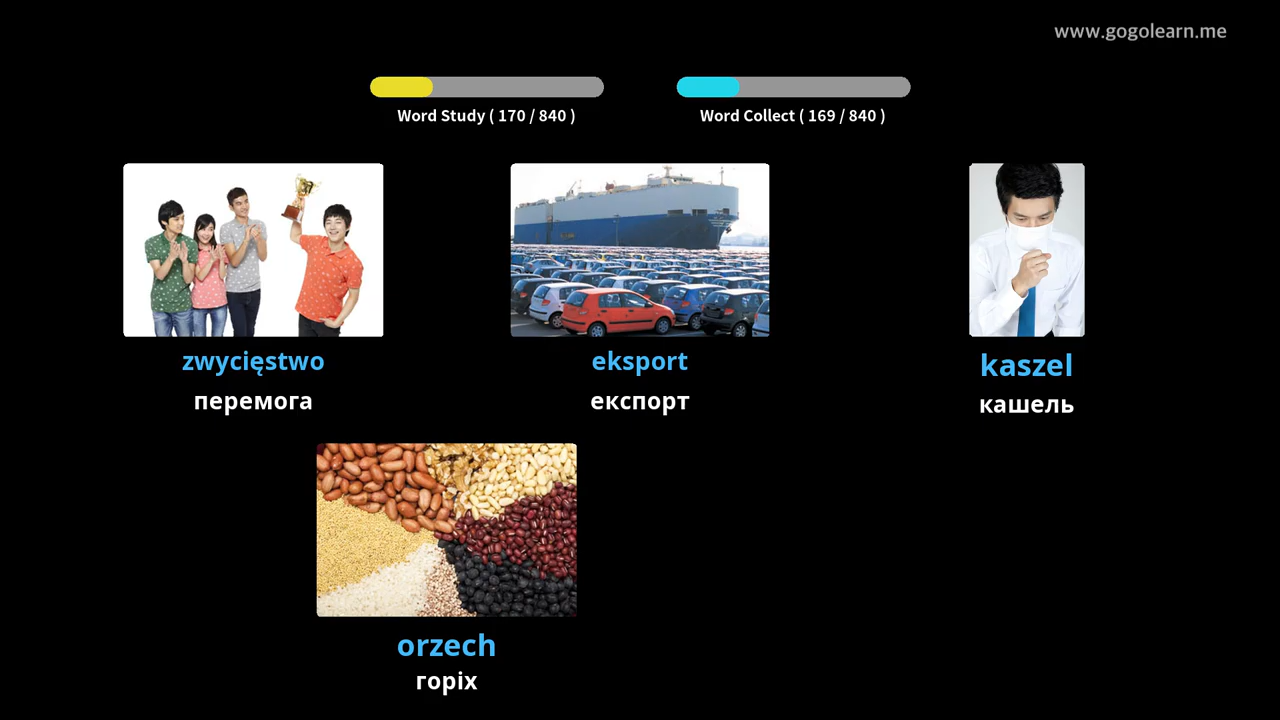 www.gogolearn.me
Word Study ( 170 / 840 )
Word Collect ( 169 / 840 )
zwycięstwo
перемога
eksport
експорт
kaszel
кашель
orzech
горіх